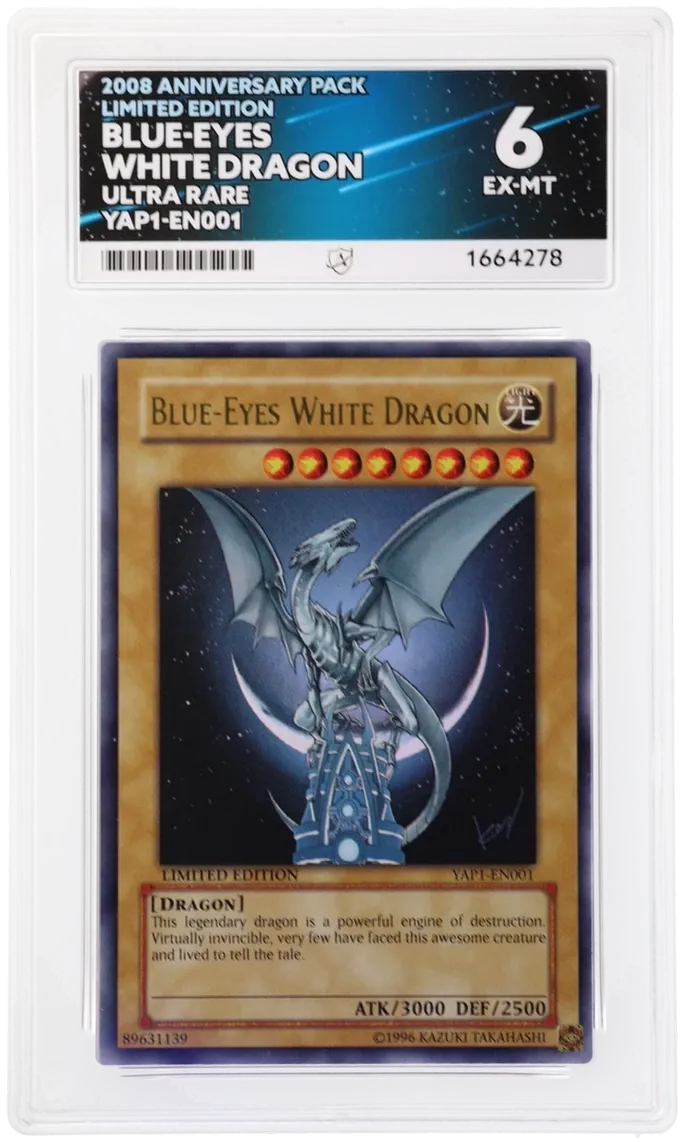 2008 ANNIVERSARY PACK
LIMITED EDITION
BLUE-EYES
WHITE DRAGON
ULTRA RARE
YAP1-EN001
6
EX-MT
1664278
BLUE-EYES WHITE DRAGON
LIGHT
光
LIMITED EDITION
YAP1-EN001
[DRAGON]
This legendary dragon is a powerful engine of destruction.
Virtually invincible, very few have faced this awesome creature
and lived to tell the tale.
ATK/3000 DEF/2500
89631139
©1996 KAZUKI TAKAHASHI